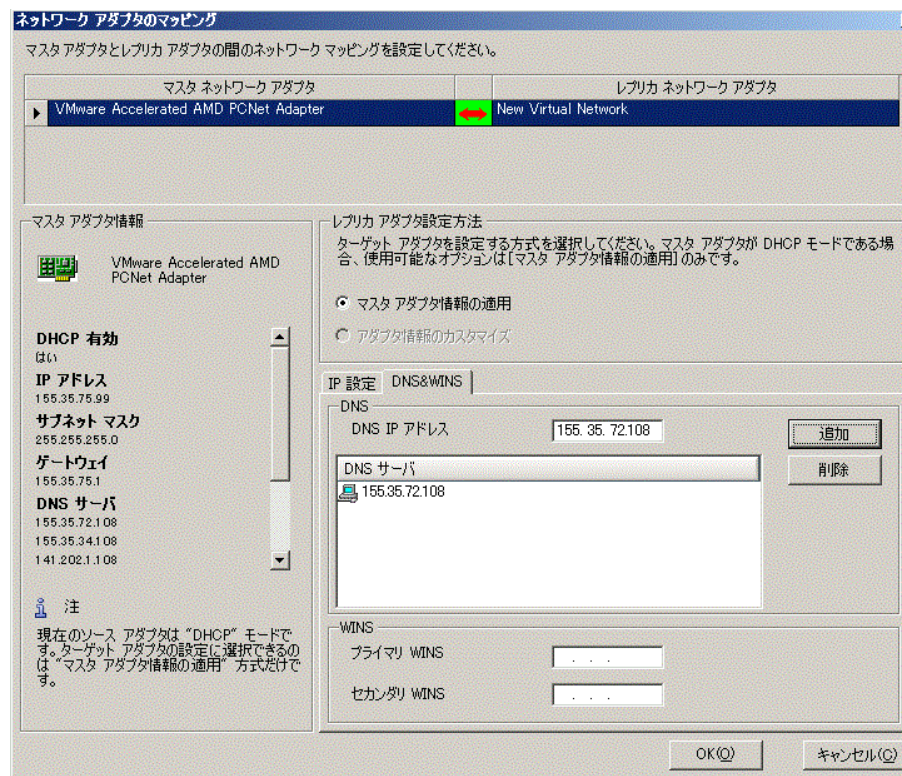 ネットワーク アダプタのマッピング
マスタ アダプタとレプリカ アダプタの間のネットワーク マッピングを設定してください。
マスタ ネットワーク アダプタ
レプリカ ネットワーク アダプタ
VMware Accelerated AMD PCNet Adapter
New Virtual Network
マスタ アダプタ情報
VMware Accelerated AMD
PCNet Adapter
DHCP 有効
はい
IP アドレス
155.35.75.99
サブネット マスク
255.255.255.0
ゲートウェイ
155.35.75.1
DNS サーバ
155.35.72.108
155.35.34.108
141.202.1.108
注
現在のソース アダプタは "DHCP" モードで
す。ターゲット アダプタの設定に選択できるの
は "マスタ アダプタ情報の適用" 方式だけで
す。
レプリカ アダプタ設定方法
ターゲット アダプタを設定する方式を選択してください。マスタ アダプタが DHCP モードである場
合、使用可能なオプションは[マスタ アダプタ情報の適用]のみです。
マスタ アダプタ情報の適用
アダプタ情報のカスタマイズ
IP 設定
DNS&WINS
DNS
DNS IP アドレス
155. 35. 72.108
追加
DNS サーバ
削除
155.35.72.108
WINS
プライマリ WINS
. . .
セカンダリ WINS
. . .
OK(O)
キャンセル(C)